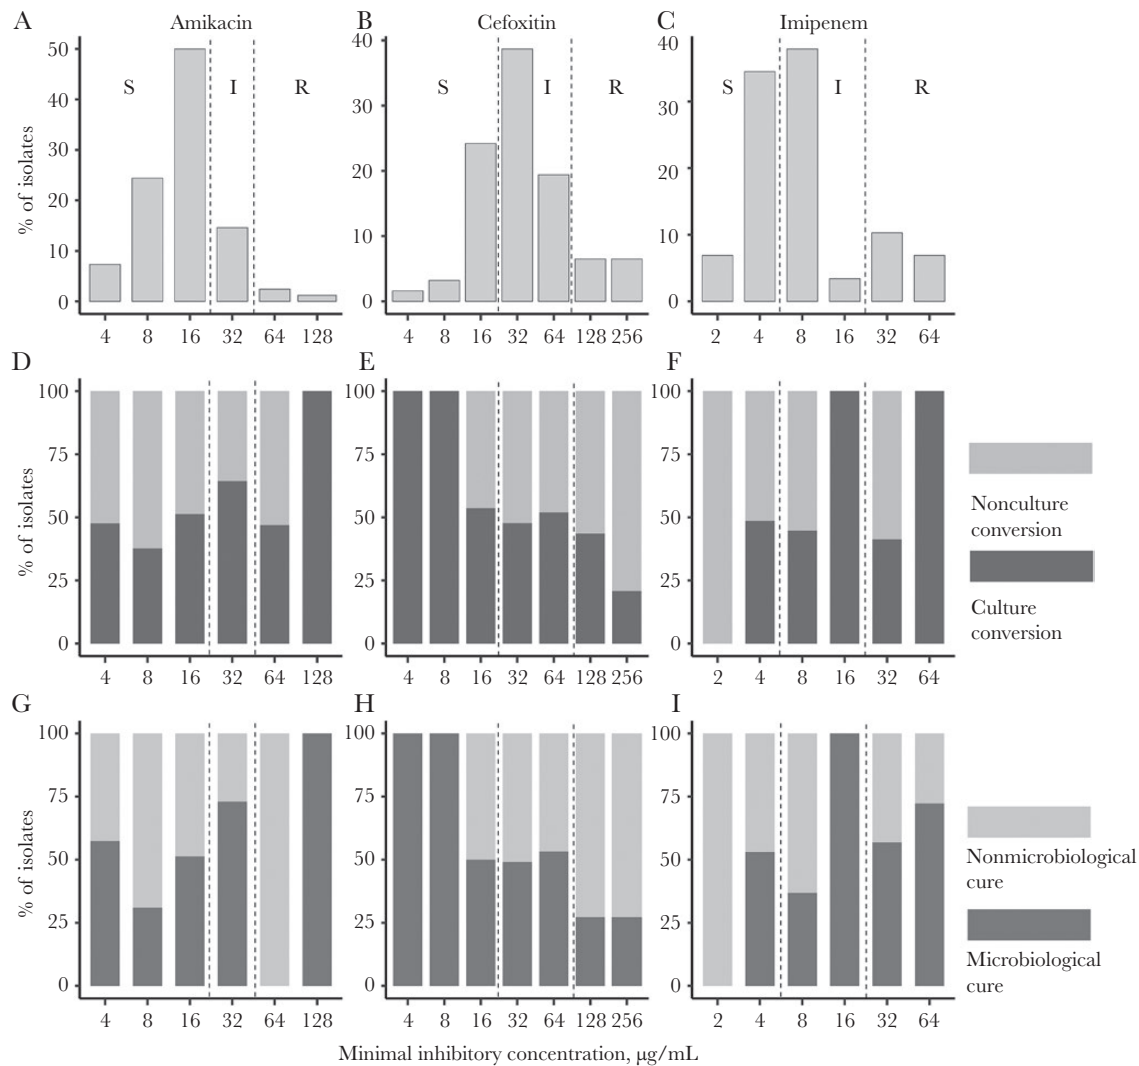 A Amikacin B Cefoxitin C Imipenem
50
40
30
20
10
0
% of isolates
S I R
4 8 16 32 64 128
40
30
20
10
0
S I R
4 8 16 32 64 128 256
40
30
20
10
0
S I R
2 4 8 16 32 64
D E F
100
75
50
25
0
% of isolates
4 8 16 32 64 128
100
75
50
25
0
4 8 16 32 64 128 256
100
75
50
25
0
2 4 8 16 32 64
Nonculture
conversion
Culture
conversion
G H I
100
75
50
25
0
% of isolates
4 8 16 32 64 128
100
75
50
25
0
4 8 16 32 64 128 256
100
75
50
25
0
2 4 8 16 32 64
Nonmicrobiological
cure
Microbiological
cure
Minimal inhibitory concentration, µg/mL